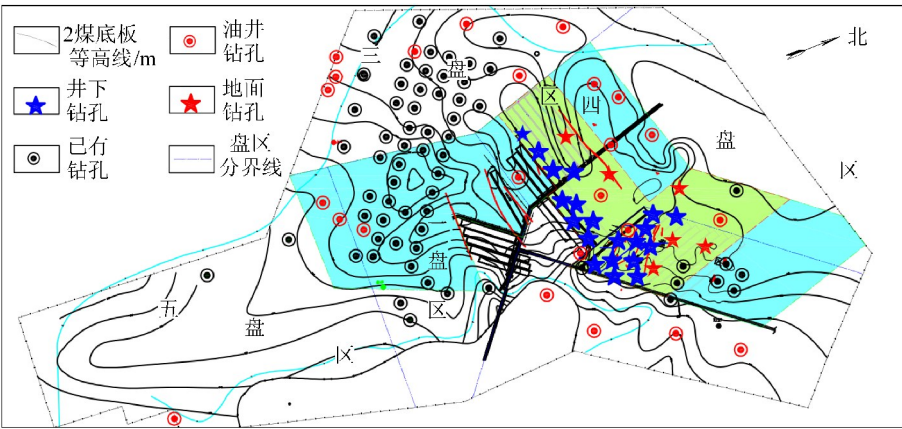 2煤底板
等高线/m
油井
钻孔
井下
钻孔
地面
钻孔
已有
钻孔
盘区
分界线
北
三
盘
区
四
盘
区
盘
区
五
盘
区